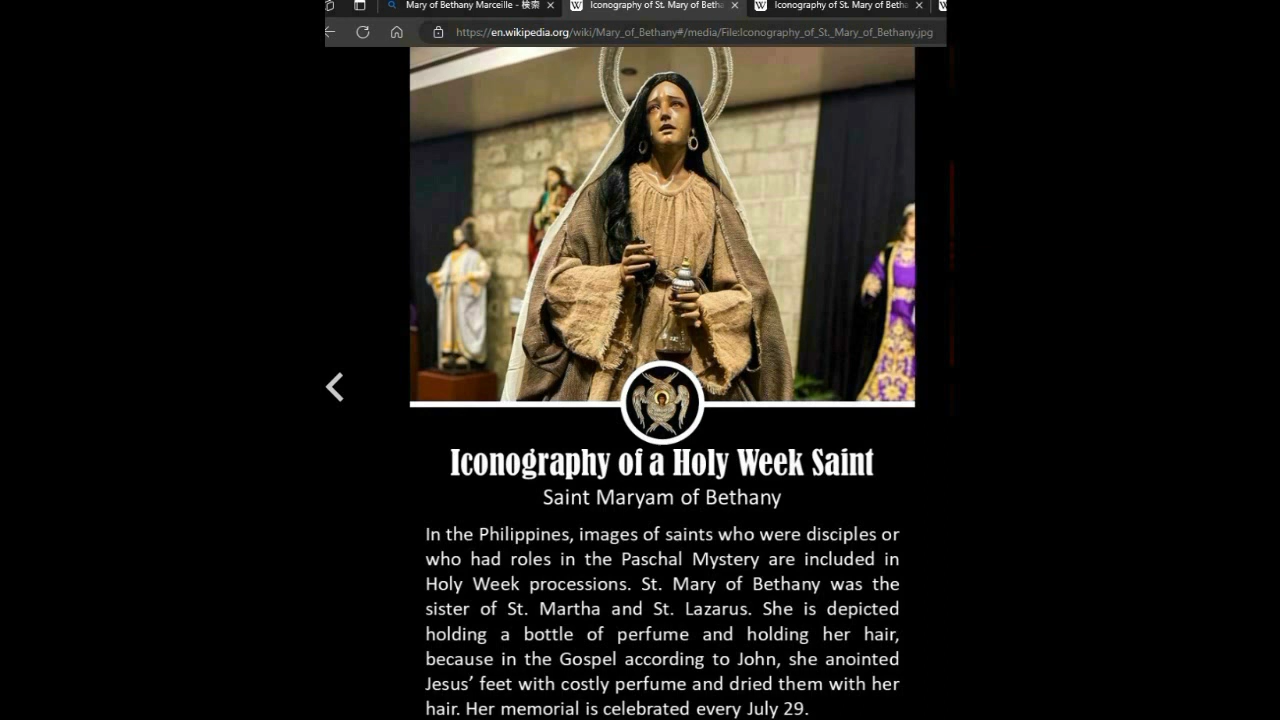 Mary of Bethany Marceille - 検索
Iconography of St. Mary of Beth
Iconography of St. Mary of Bethany
https://en.wikipedia.org/wiki/Mary_of_Bethany#/media/File:Iconography_of_St._Mary_of_Bethany.jpg
Iconography of a Holy Week Saint
Saint Maryam of Bethany
In the Philippines, images of saints who were disciples or
who had roles in the Paschal Mystery are included in
Holy Week processions. St. Mary of Bethany was the
sister of St. Martha and St. Lazarus. She is depicted
holding a bottle of perfume and holding her hair,
because in the Gospel according to John, she anointed
Jesus’ feet with costly perfume and dried them with her
hair. Her memorial is celebrated every July 29.